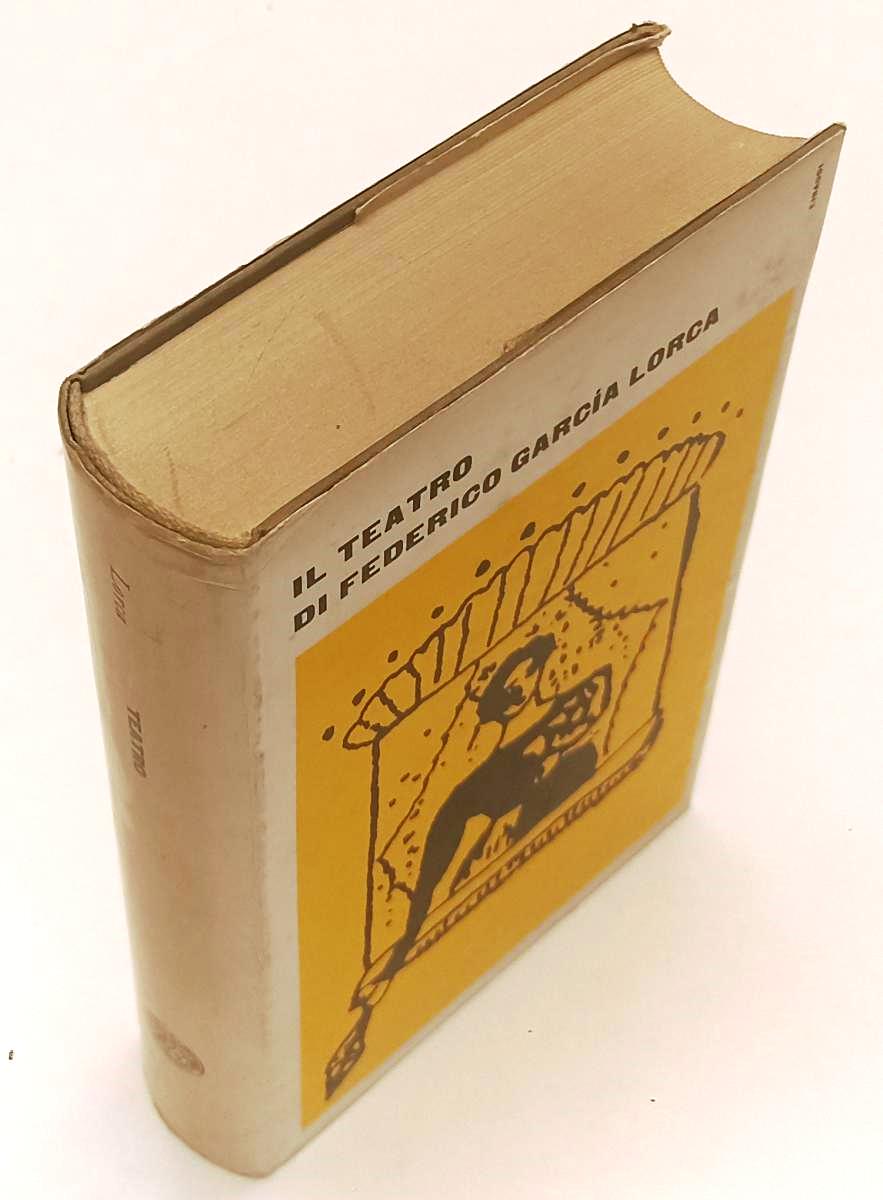 IL TEATRO
DI FEDERICO GARCÍA LORCA
EINAUDI
Lorca
TEATRO